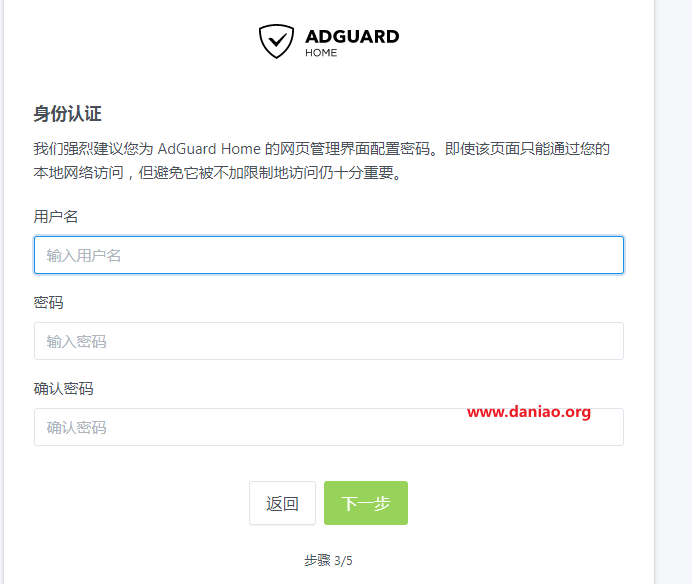 ADGUARD
HOME
身份认证
我们强烈建议您为 AdGuard Home 的网页管理界面配置密码。即使该页面只能通过您的
本地网络访问，但避免它被不加限制地访问仍十分重要。
用户名
输入用户名
密码
输入密码
确认密码
www.daniao.org
确认密码
返回 下一步
步骤 3/5